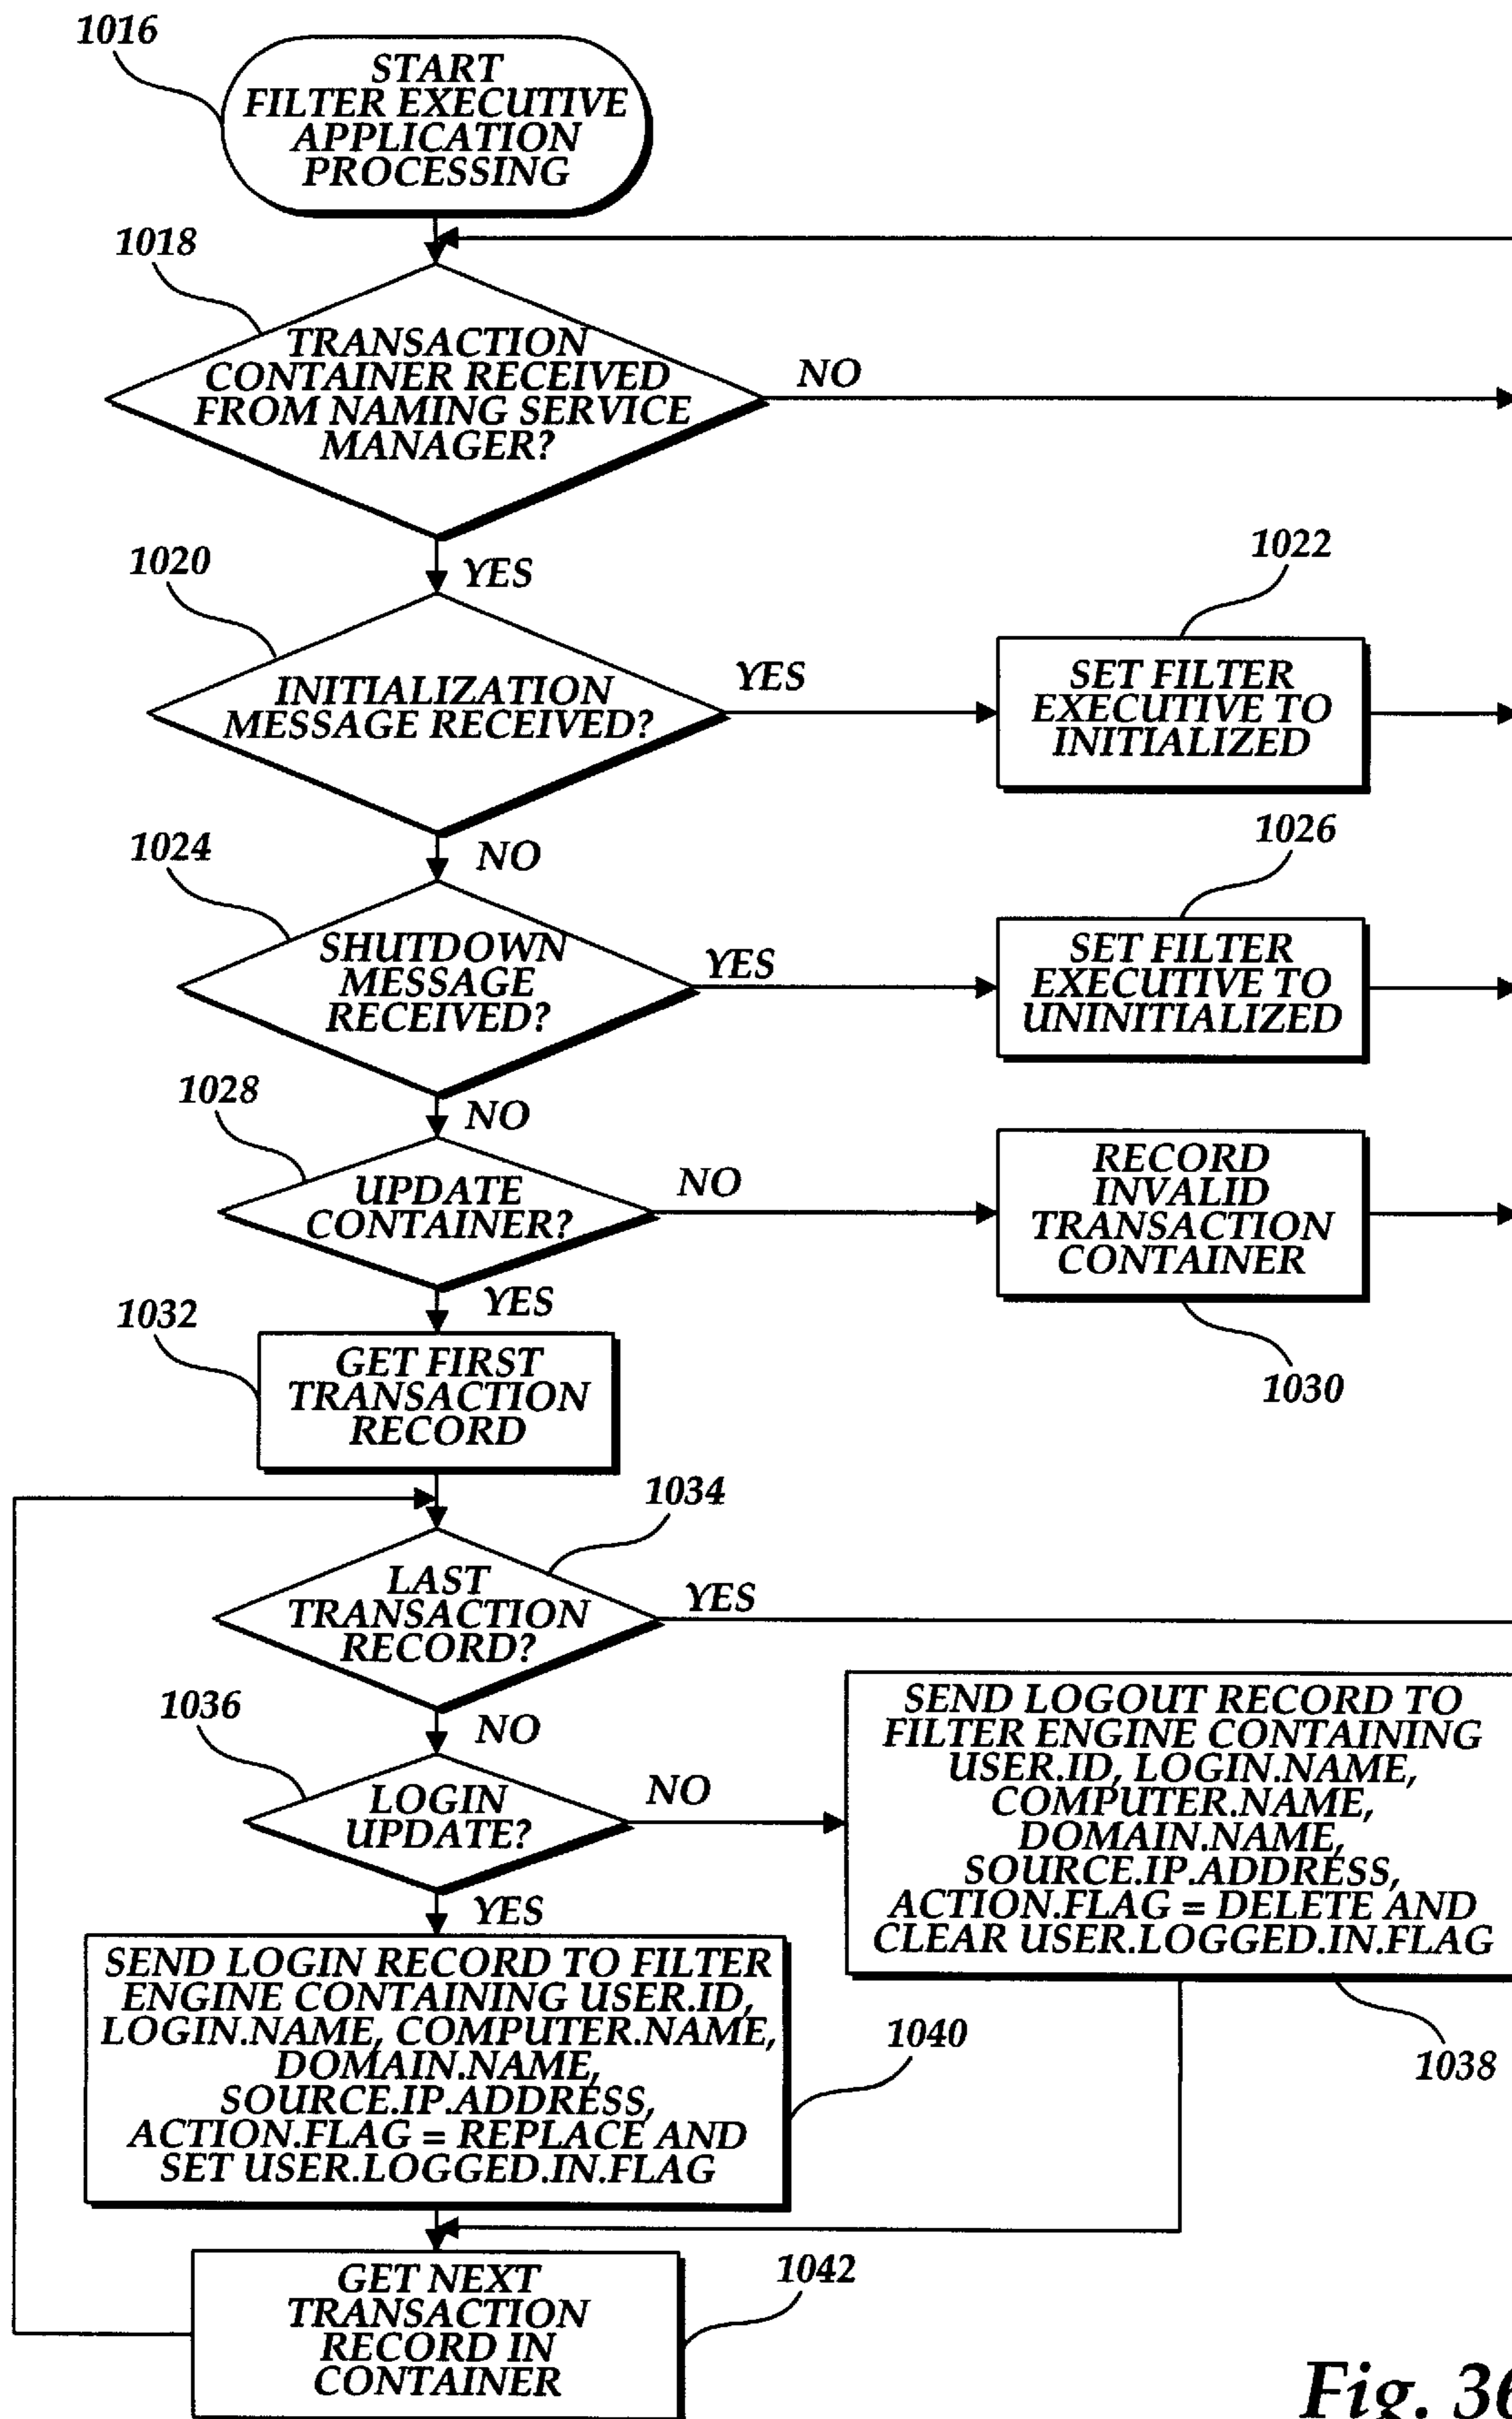 1016
START
FILTER EXECUTIVE
APPLICATION
PROCESSING
1018
TRANSACTION
CONTAINER RECEIVED
FROM NAMING SERVICE
MANAGER?
NO
YES
1020
INITIALIZATION
MESSAGE RECEIVED?
YES
1022
SET FILTER
EXECUTIVE TO
INITIALIZED
NO
1024
SHUTDOWN
MESSAGE
RECEIVED?
YES
1026
SET FILTER
EXECUTIVE TO
UNINITIALIZED
NO
1028
UPDATE
CONTAINER?
NO
RECORD
INVALID
TRANSACTION
CONTAINER
1030
YES
1032
GET FIRST
TRANSACTION
RECORD
1034
LAST
TRANSACTION
RECORD?
YES
NO
1036
LOGIN
UPDATE?
NO
SEND LOGOUT RECORD TO
FILTER ENGINE CONTAINING
USER.ID, LOGIN.NAME,
COMPUTER.NAME,
DOMAIN.NAME,
SOURCE.IP.ADDRESS,
ACTION.FLAG = DELETE AND
CLEAR USER.LOGGED.IN.FLAG
1038
YES
SEND LOGIN RECORD TO FILTER
ENGINE CONTAINING USER.ID,
LOGIN.NAME, COMPUTER.NAME,
DOMAIN.NAME,
SOURCE.IP.ADDRESS,
ACTION.FLAG = REPLACE AND
SET USER.LOGGED.IN.FLAG
1040
GET NEXT
TRANSACTION
RECORD IN
CONTAINER
1042
Fig. 36